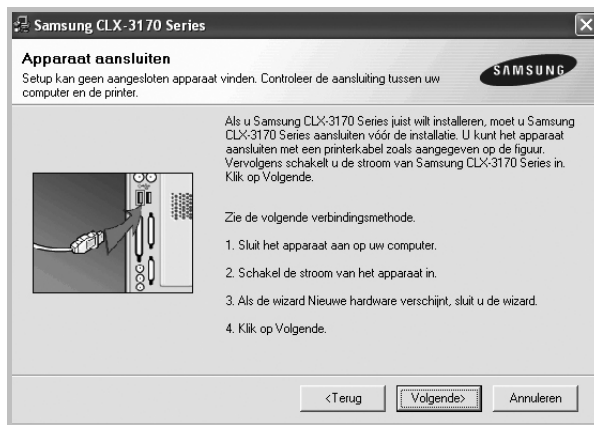 Samsung CLX-3170 Series
Apparaat aansluiten
Setup kan geen aangesloten apparaat vinden. Controleer de aansluiting tussen uw
computer en de printer.
SAMSUNG
Als u Samsung CLX-3170 Series juist wilt installeren, moet u Samsung
CLX-3170 Series aansluiten vóór de installatie. U kunt het apparaat
aansluiten met een printerkabel zoals aangegeven op de figuur.
Vervolgens schakelt u de stroom van Samsung CLX-3170 Series in.
Klik op Volgende.
Zie de volgende verbindingsmethode.
1. Sluit het apparaat aan op uw computer.
2. Schakel de stroom van het apparaat in.
3. Als de wizard Nieuwe hardware verschijnt, sluit u de wizard.
4. Klik op Volgende.
<Terug
Volgende>
Annuleren